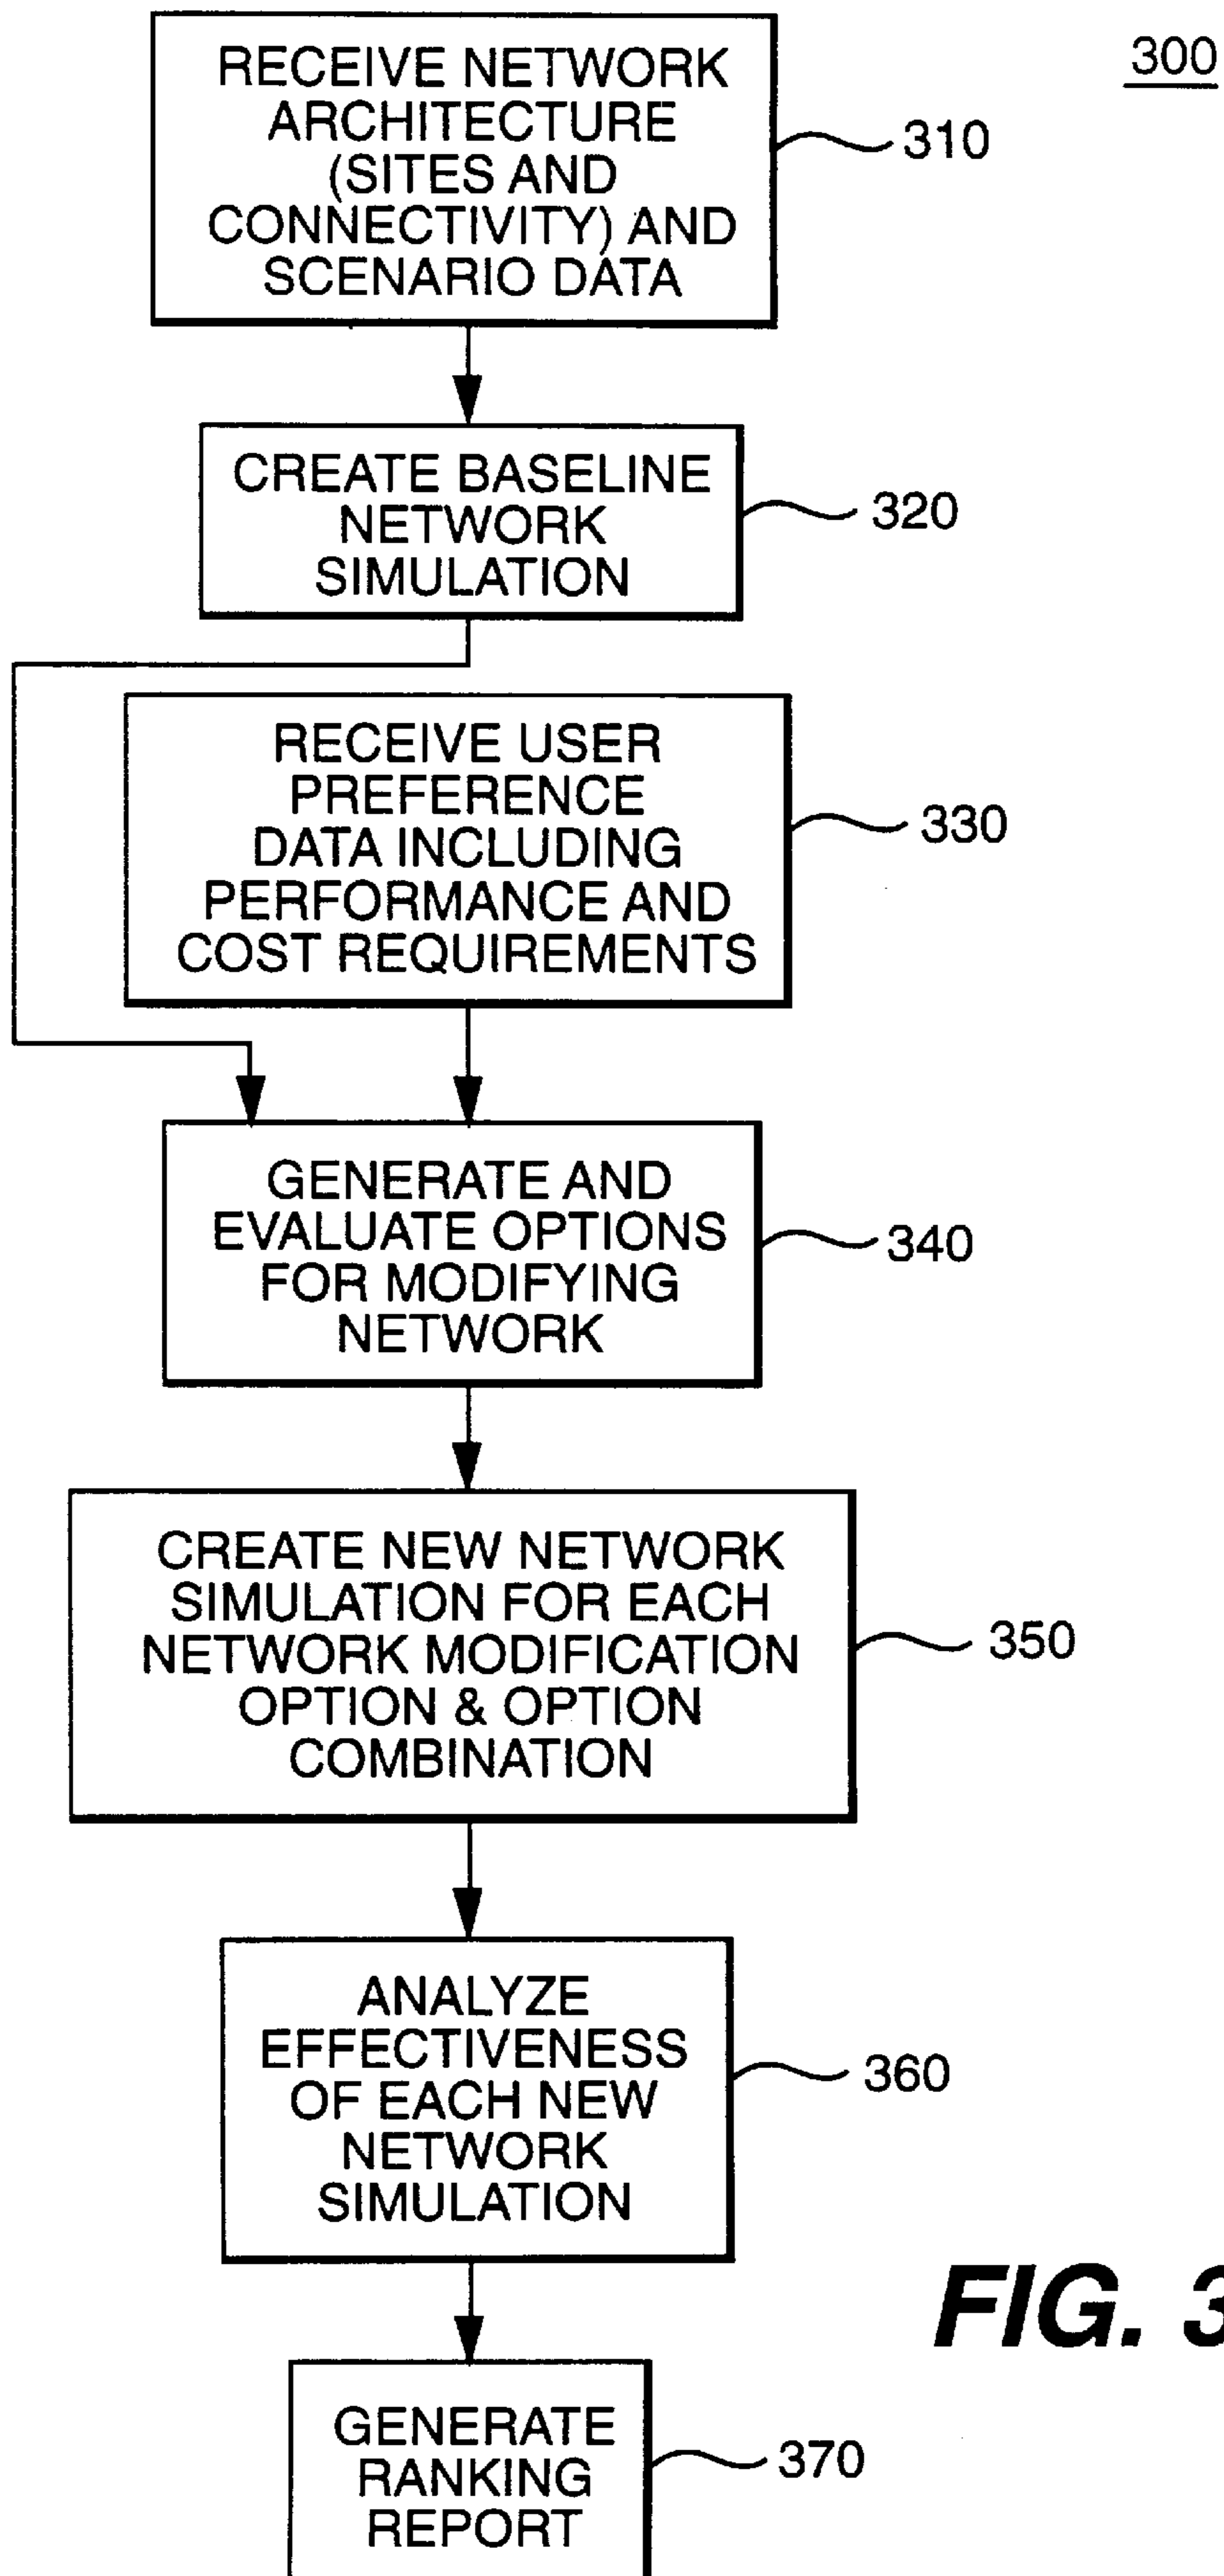 300
RECEIVE NETWORK
ARCHITECTURE
(SITES AND
CONNECTIVITY) AND
SCENARIO DATA
310
CREATE BASELINE
NETWORK
SIMULATION
320
RECEIVE USER
PREFERENCE
DATA INCLUDING
PERFORMANCE AND
COST REQUIREMENTS
330
GENERATE AND
EVALUATE OPTIONS
FOR MODIFYING
NETWORK
340
CREATE NEW NETWORK
SIMULATION FOR EACH
NETWORK MODIFICATION
OPTION & OPTION
COMBINATION
350
ANALYZE
EFFECTIVENESS
OF EACH NEW
NETWORK
SIMULATION
360
FIG. 3
GENERATE
RANKING
REPORT
370